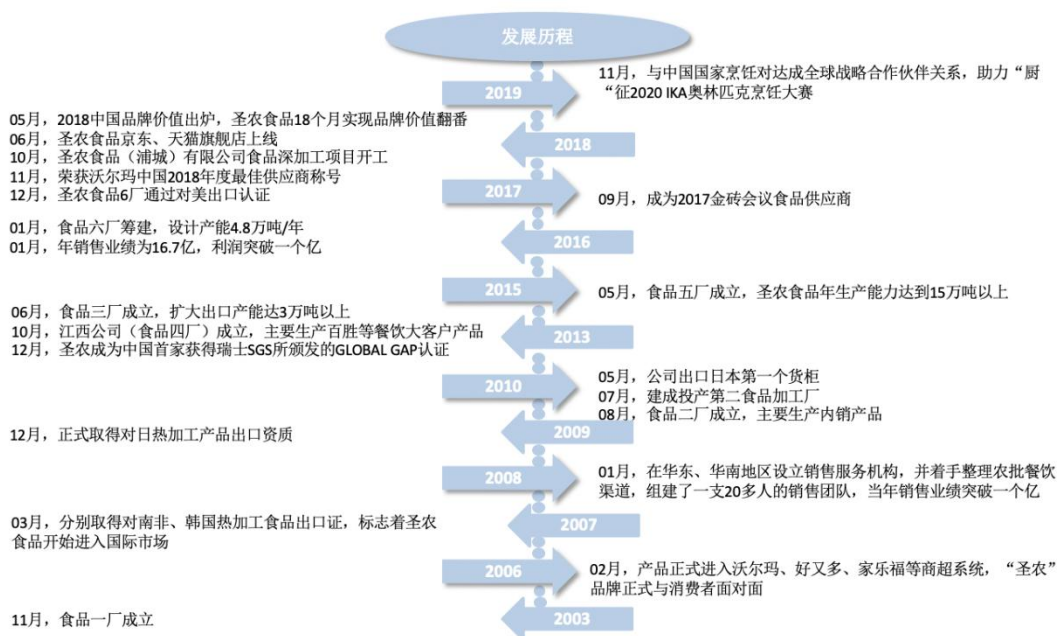 发展历程
2019
11月，与中国国家烹饪对达成全球战略合作伙伴关系，助力“厨
“征2020 IKA奥林匹克烹饪大赛
05月，2018中国品牌价值出炉，圣农食品18个月实现品牌价值翻番
06月，圣农食品京东、天猫旗舰店上线
10月，圣农食品（浦城）有限公司食品深加工项目开工
11月，荣获沃尔玛中国2018年度最佳供应商称号
12月，圣农食品6厂通过对美出口认证
2018
2017
09月，成为2017金砖会议食品供应商
01月，食品六厂筹建，设计产能4.8万吨/年
01月，年销售业绩为16.7亿，利润突破一个亿
2016
2015
05月，食品五厂成立，圣农食品年生产能力达到15万吨以上
06月，食品三厂成立，扩大出口产能达3万吨以上
10月，江西公司（食品四厂）成立，主要生产百胜等餐饮大客户产品
12月，圣农成为中国首家获得瑞士SGS所颁发的GLOBAL GAP认证
2013
2010
05月，公司出口日本第一个货柜
07月，建成投产第二食品加工厂
08月，食品二厂成立，主要生产内销产品
12月，正式取得对日热加工产品出口资质
2009
2008
01月，在华东、华南地区设立销售服务机构，并着手整理农批餐饮
渠道，组建了一支20多人的销售团队，当年销售业绩突破一个亿
03月，分别取得对南非、韩国热加工食品出口证，标志着圣农
食品开始进入国际市场
2007
2006
02月，产品正式进入沃尔玛、好又多、家乐福等商超系统，“圣农”
品牌正式与消费者面对面
11月，食品一厂成立
2003